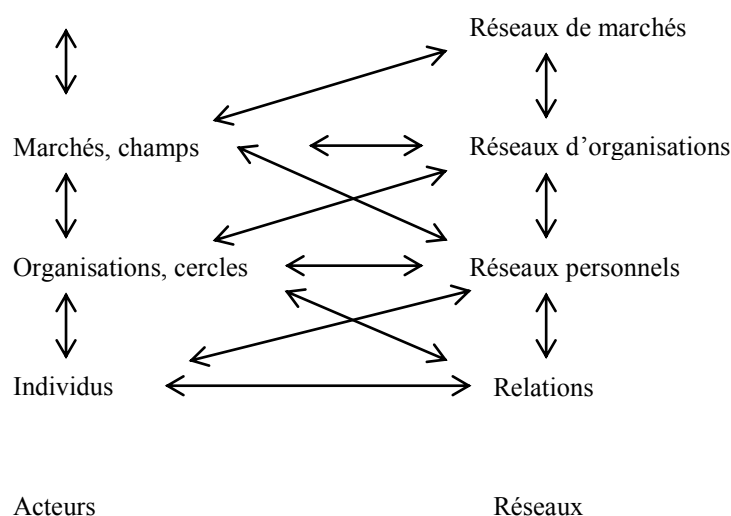 Réseaux de marchés
Marchés, champs Réseaux d’organisations
Organisations, cercles Réseaux personnels
Individus Relations
Acteurs Réseaux